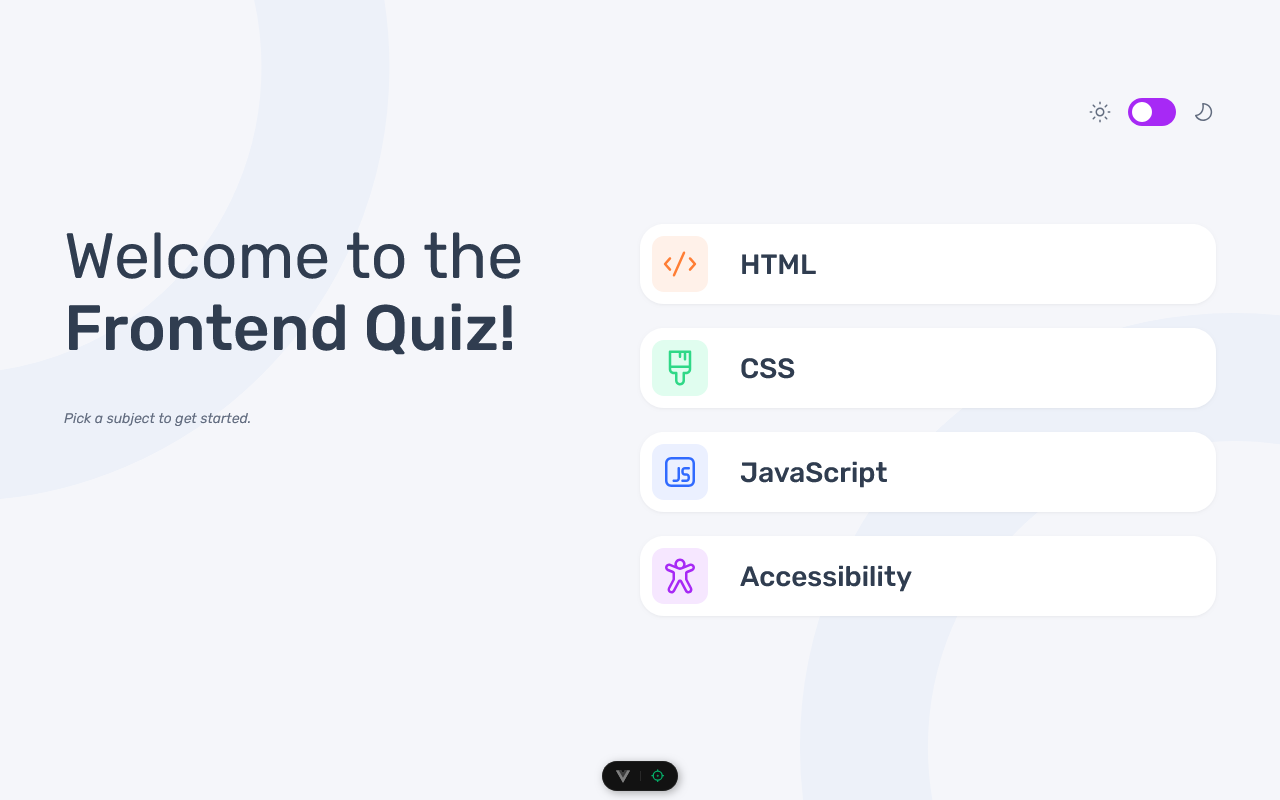 Welcome to the
Frontend Quiz!
Pick a subject to get started.
HTML
CSS
JS
JavaScript
Accessibility